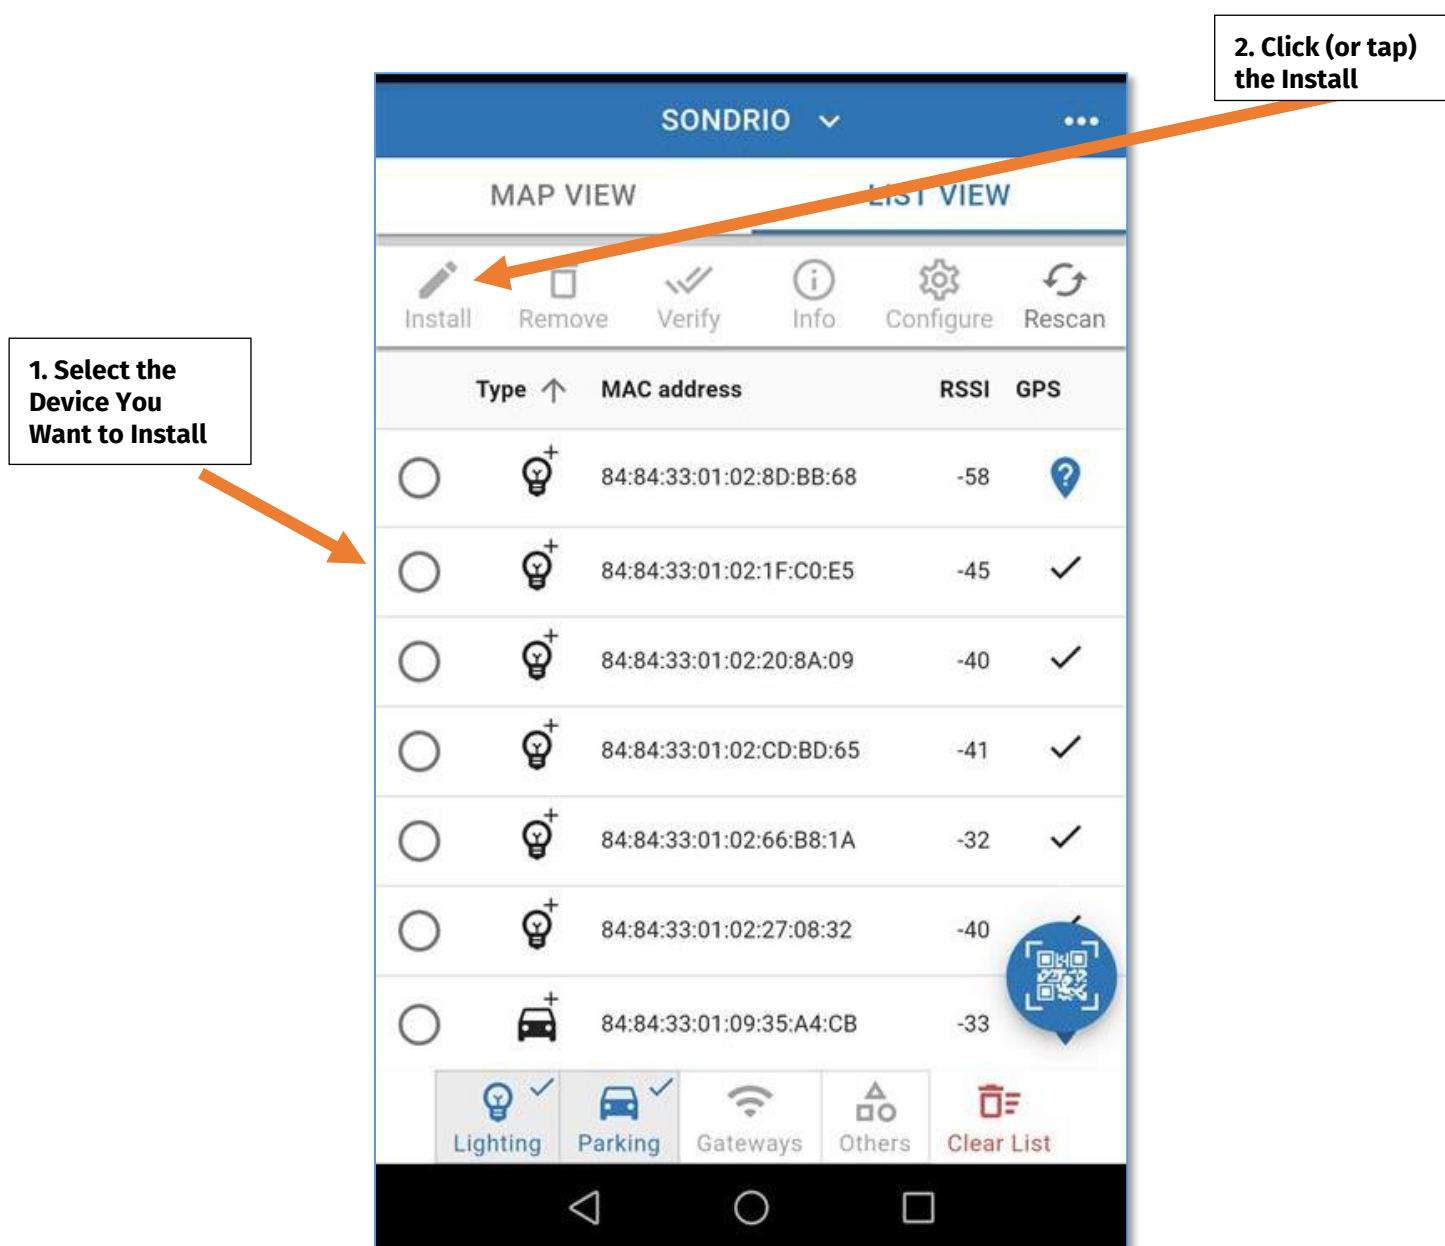 2. Click (or tap)
the Install
SONDRIO
MAP VIEW
LIST VIEW
Install
Remove
Verify
Info
Configure
Rescan
1. Select the
Device You
Want to Install
Type MAC address RSSI GPS
84:84:33:01:02:8D:BB:68 -58
84:84:33:01:02:1F:C0:E5 -45
84:84:33:01:02:20:8A:09 -40
84:84:33:01:02:CD:BD:65 -41
84:84:33:01:02:66:B8:1A -32
84:84:33:01:02:27:08:32 -40
84:84:33:01:09:35:A4:CB -33
Lighting
Parking
Gateways
Others
Clear List